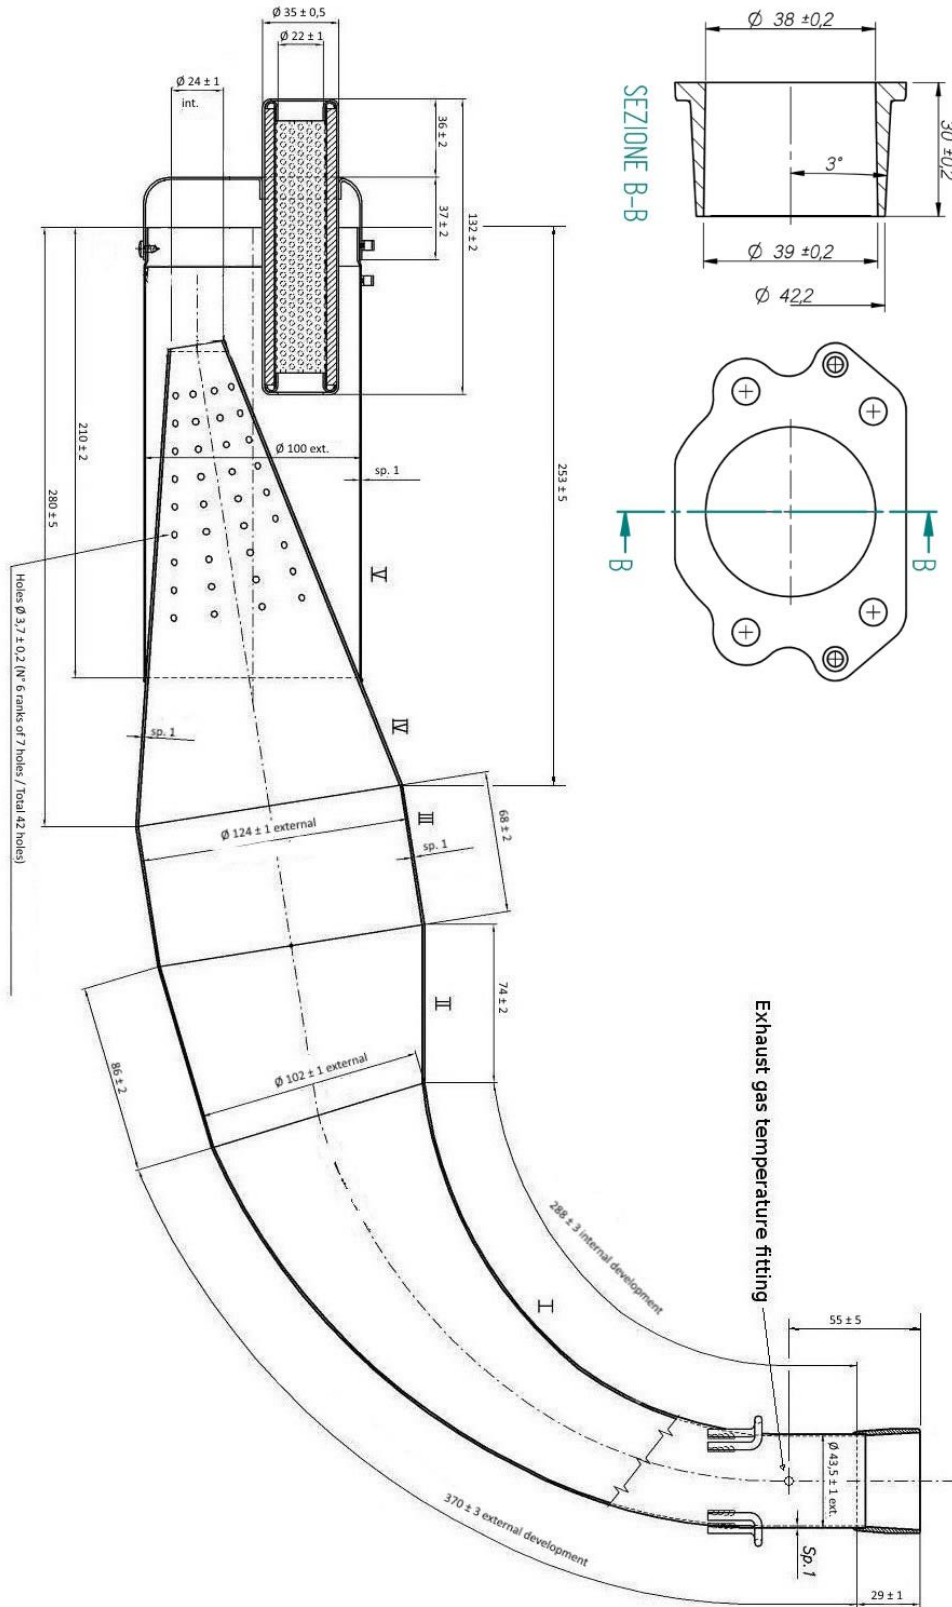 Ø 35 ± 0,5
Ø 22 ± 1
Ø 24 ± 1
int.
36 ± 2
37 ± 2
132 ± 2
Ø 38 ±0,2
30 ±0,2
3°
SEZIONE B-B
Ø 39 ±0,2
Ø 42,2
210 ± 2
280 ± 5
Ø 100 ext.
sp. 1
253 ± 5
B
B
V
Holes Ø 3,7 ± 0,2 (N° 6 ranks of 7 holes / Total 42 holes)
IV
sp. 1
III
68 ± 2
Ø 124 ± 1 external
sp. 1
II
74 ± 2
86 ± 2
Ø 102 ± 1 external
Exhaust gas temperature fitting
288 ± 3 internal development
I
55 ± 5
Ø 43,5 ± 1 ext.
370 ± 3 external development
Sp.1
29 ± 1